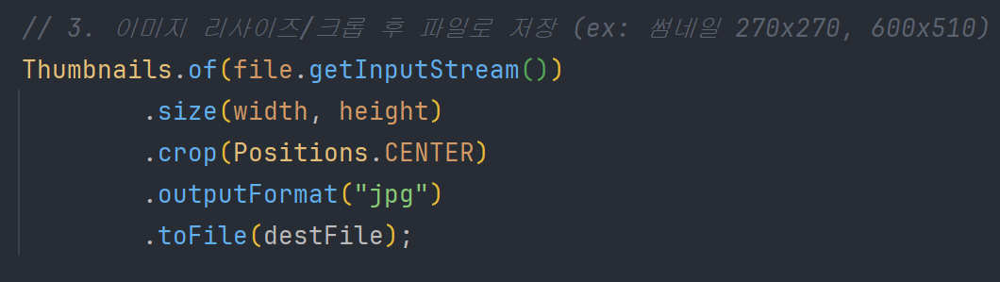 // 3. 이미지 리사이즈/크롭 후 파일로 저장 (ex: 썸네일 270x270, 600x510)
Thumbnails.of(file.getInputStream())
.size(width, height)
.crop(Positions.CENTER)
.outputFormat("jpg")
.toFile(destFile);